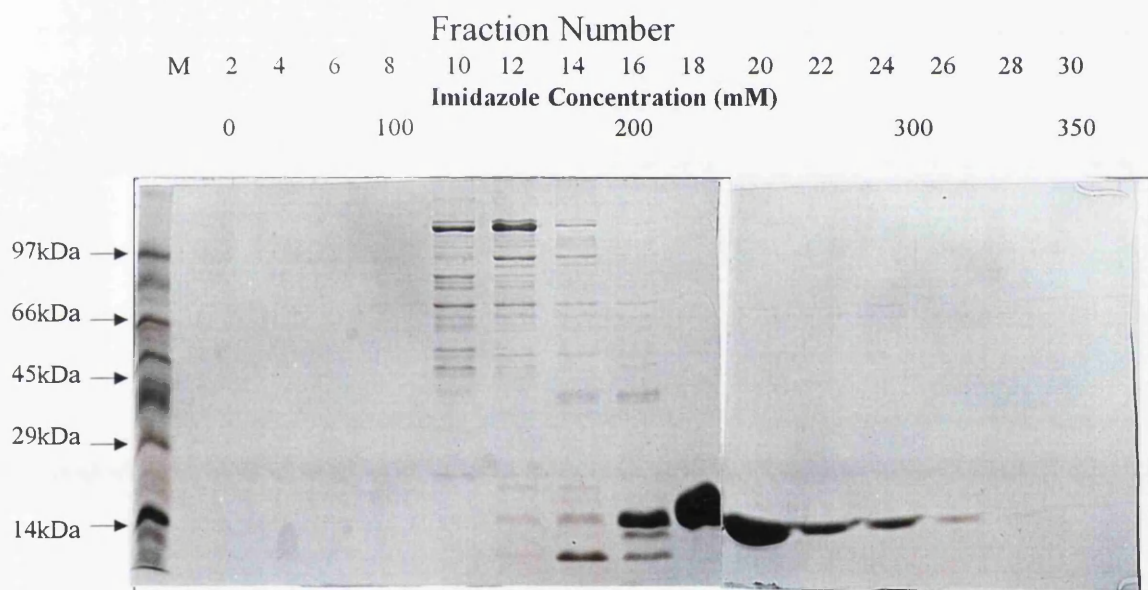 Fraction Number
M 2 4 6 8 10 12 14 16 18 20 22 24 26 28 30
Imidazole Concentration (mM)
0 100 200 300 350
97kDa
66kDa
45kDa
29kDa
14kDa